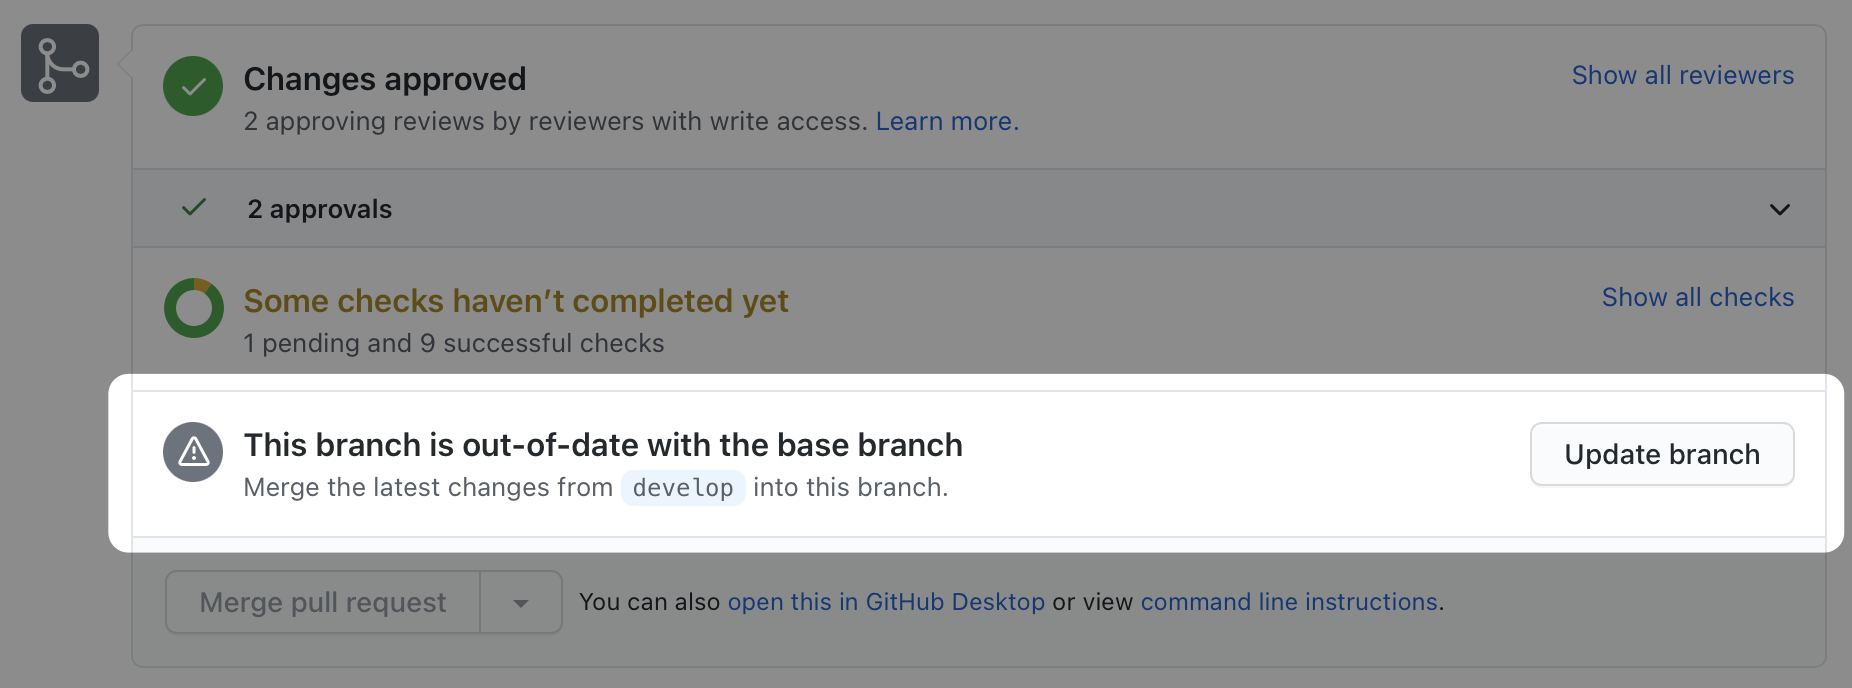 Changes approved
Show all reviewers
2 approving reviews by reviewers with write access. Learn more.
2 approvals
Some checks haven’t completed yet
Show all checks
1 pending and 9 successful checks
This branch is out-of-date with the base branch
Update branch
Merge the latest changes from develop into this branch.
Merge pull request
You can also open this in GitHub Desktop or view command line instructions.